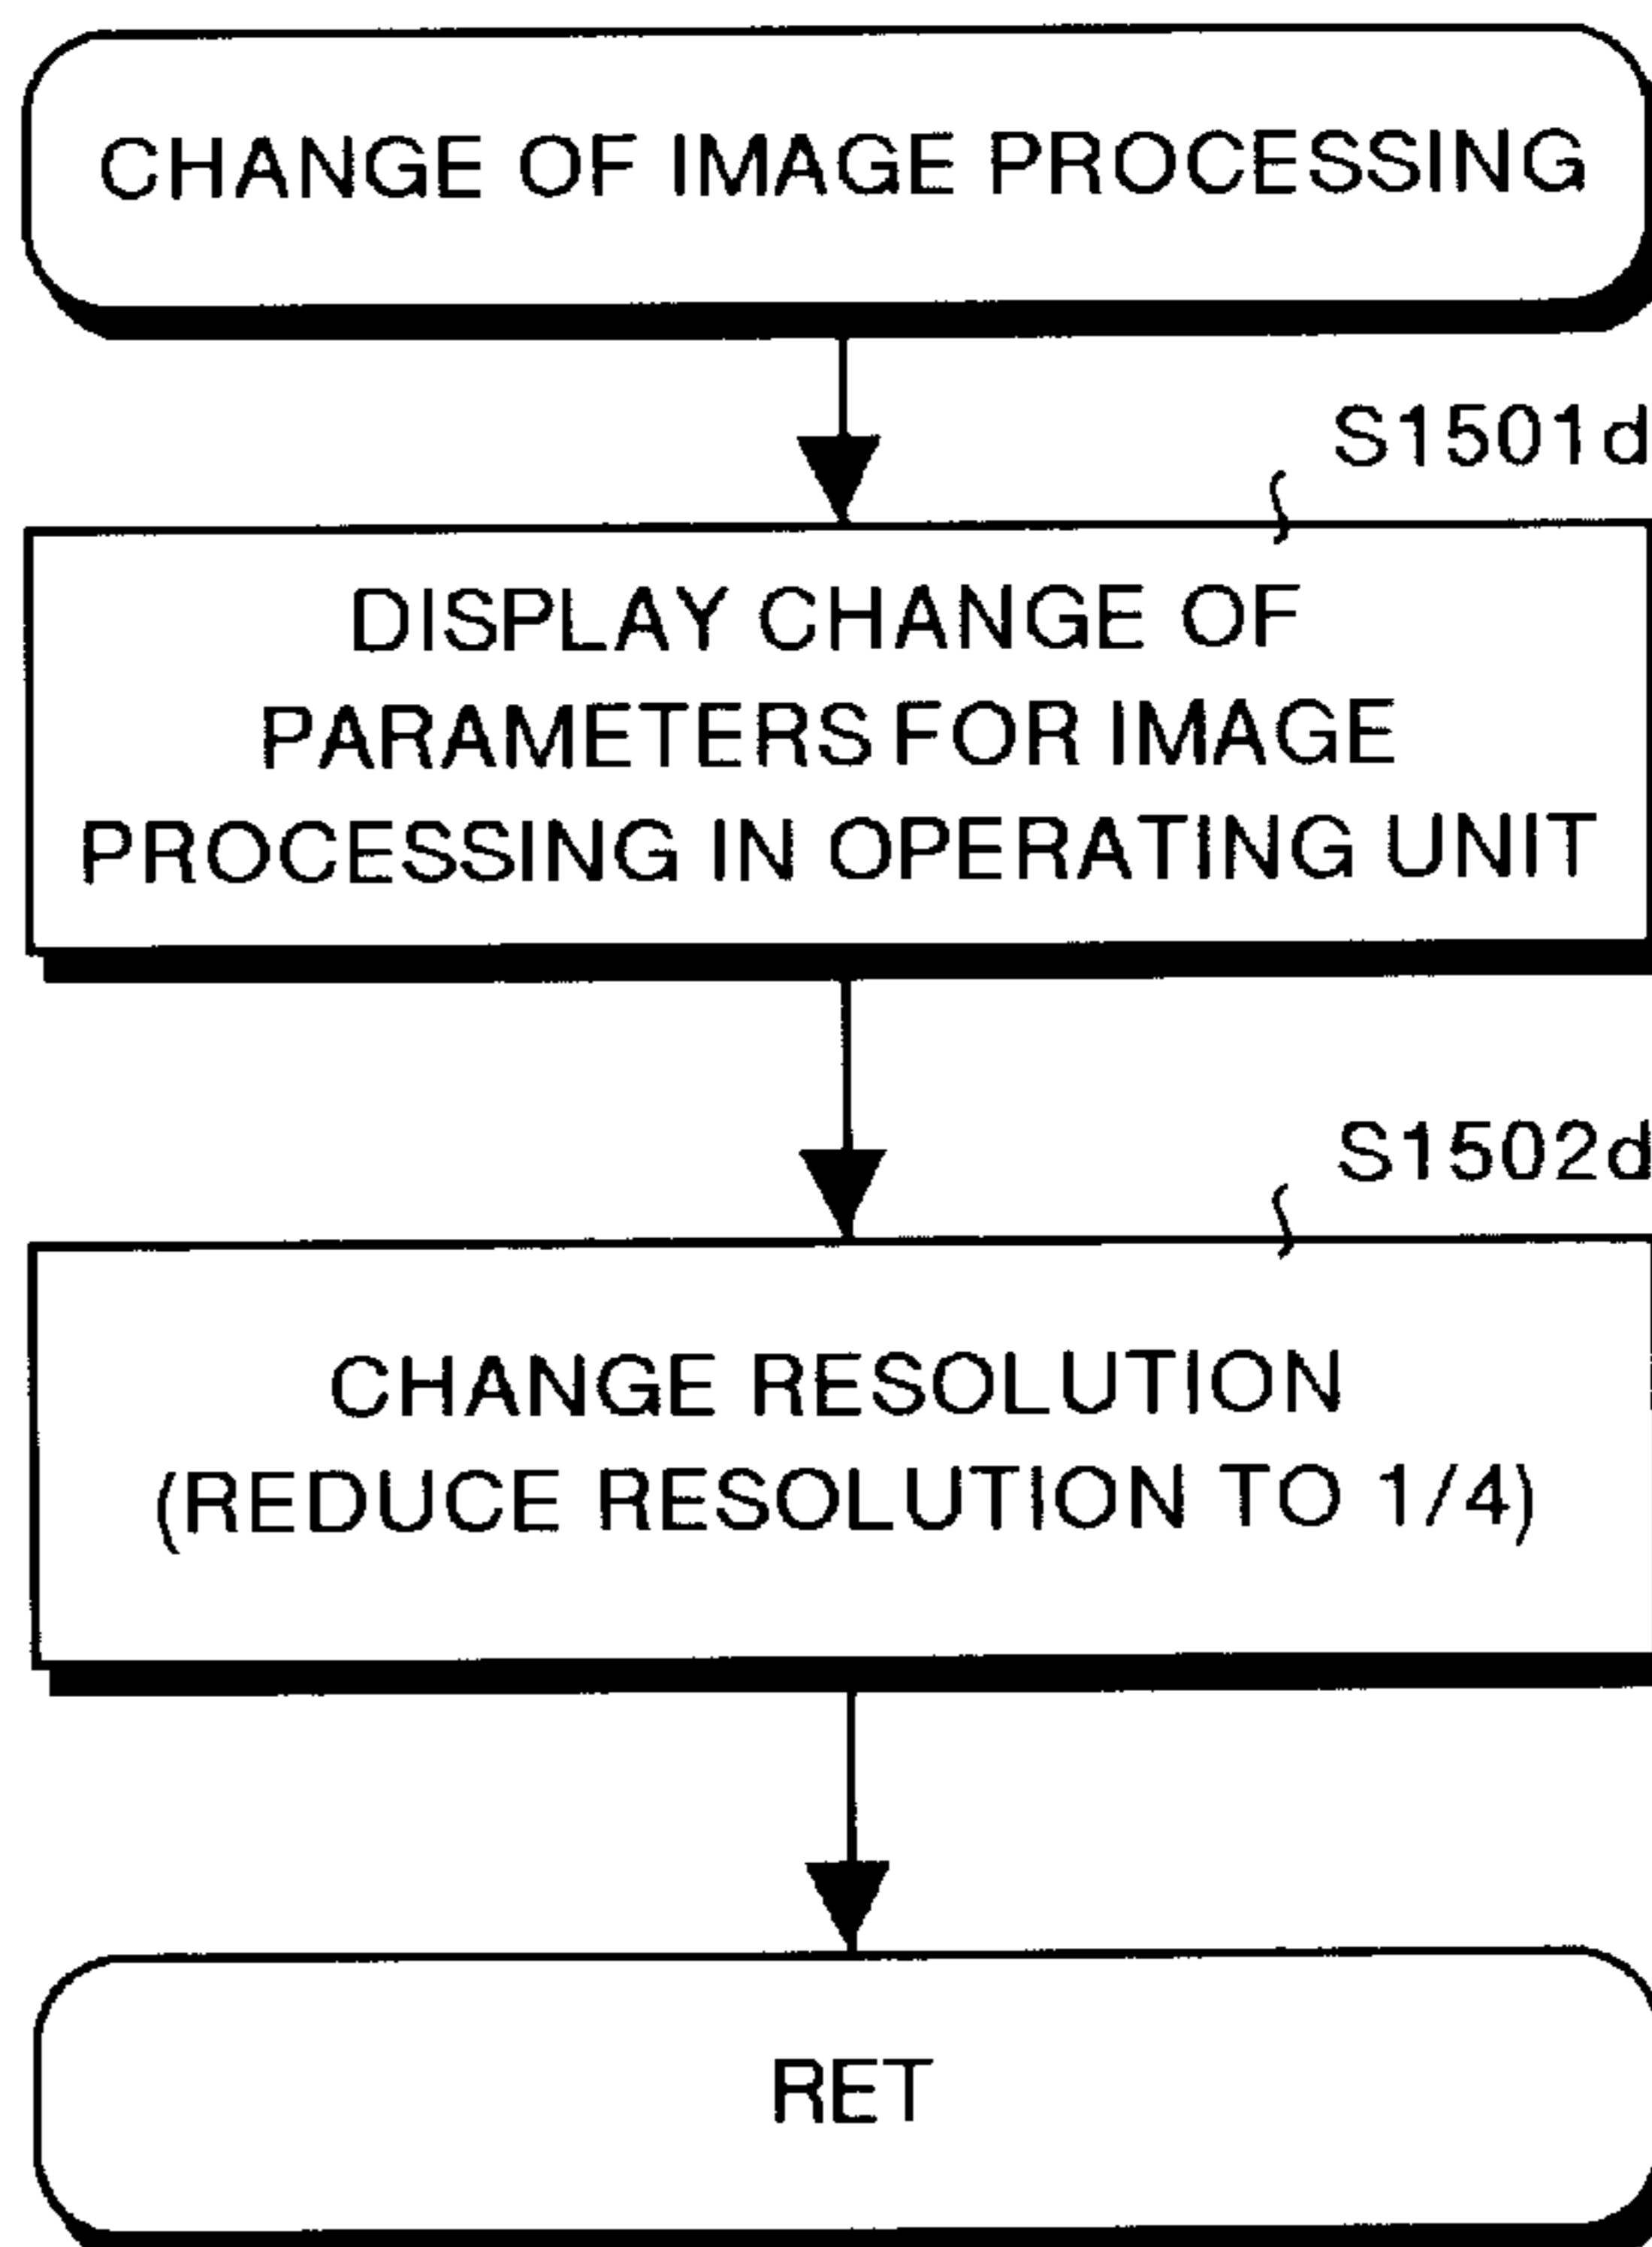 CHANGE OF IMAGE PROCESSING
S1501d
DISPLAY CHANGE OF
PARAMETERS FOR IMAGE
PROCESSING IN OPERATING UNIT
S1502d
CHANGE RESOLUTION
(REDUCE RESOLUTION TO 1/4)
RET